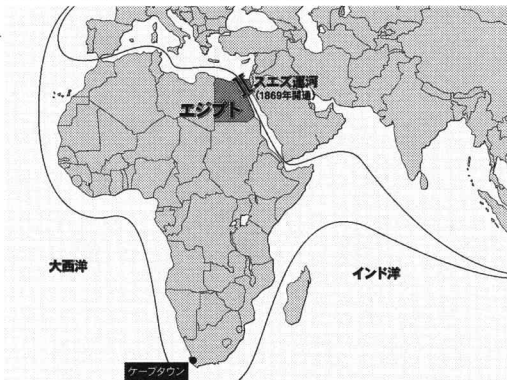 スエズ運河
(1869年開通)
エジプト
大西洋
インド洋
ケープタウン